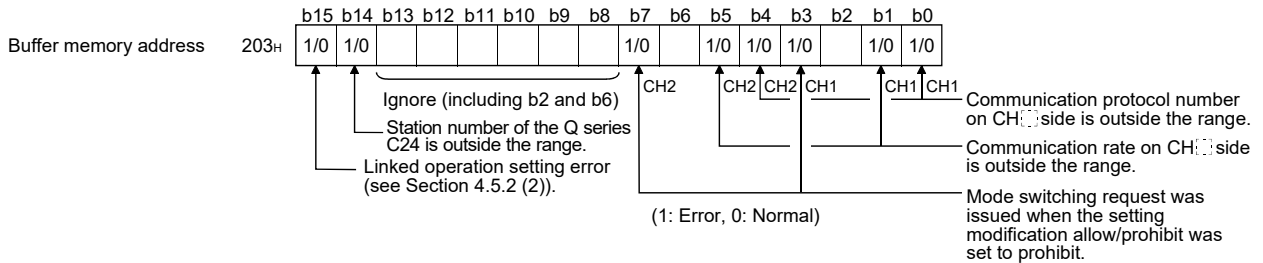 b15 b14 b13 b12 b11 b10 b9 b8 b7 b6 b5 b4 b3 b2 b1 b0
Buffer memory address 203H 1/0 1/0 1/0 1/0 1/0 1/0 1/0 1/0
CH2 CH2 CH2 CH1 CH1 CH1
Ignore (including b2 and b6)
Station number of the Q series
C24 is outside the range.
Linked operation setting error
(see Section 4.5.2 (2)).
Communication protocol number
on CH side is outside the range.
Communication rate on CH side
is outside the range.
(1: Error, 0: Normal)
Mode switching request was
issued when the setting
modification allow/prohibit was
set to prohibit.